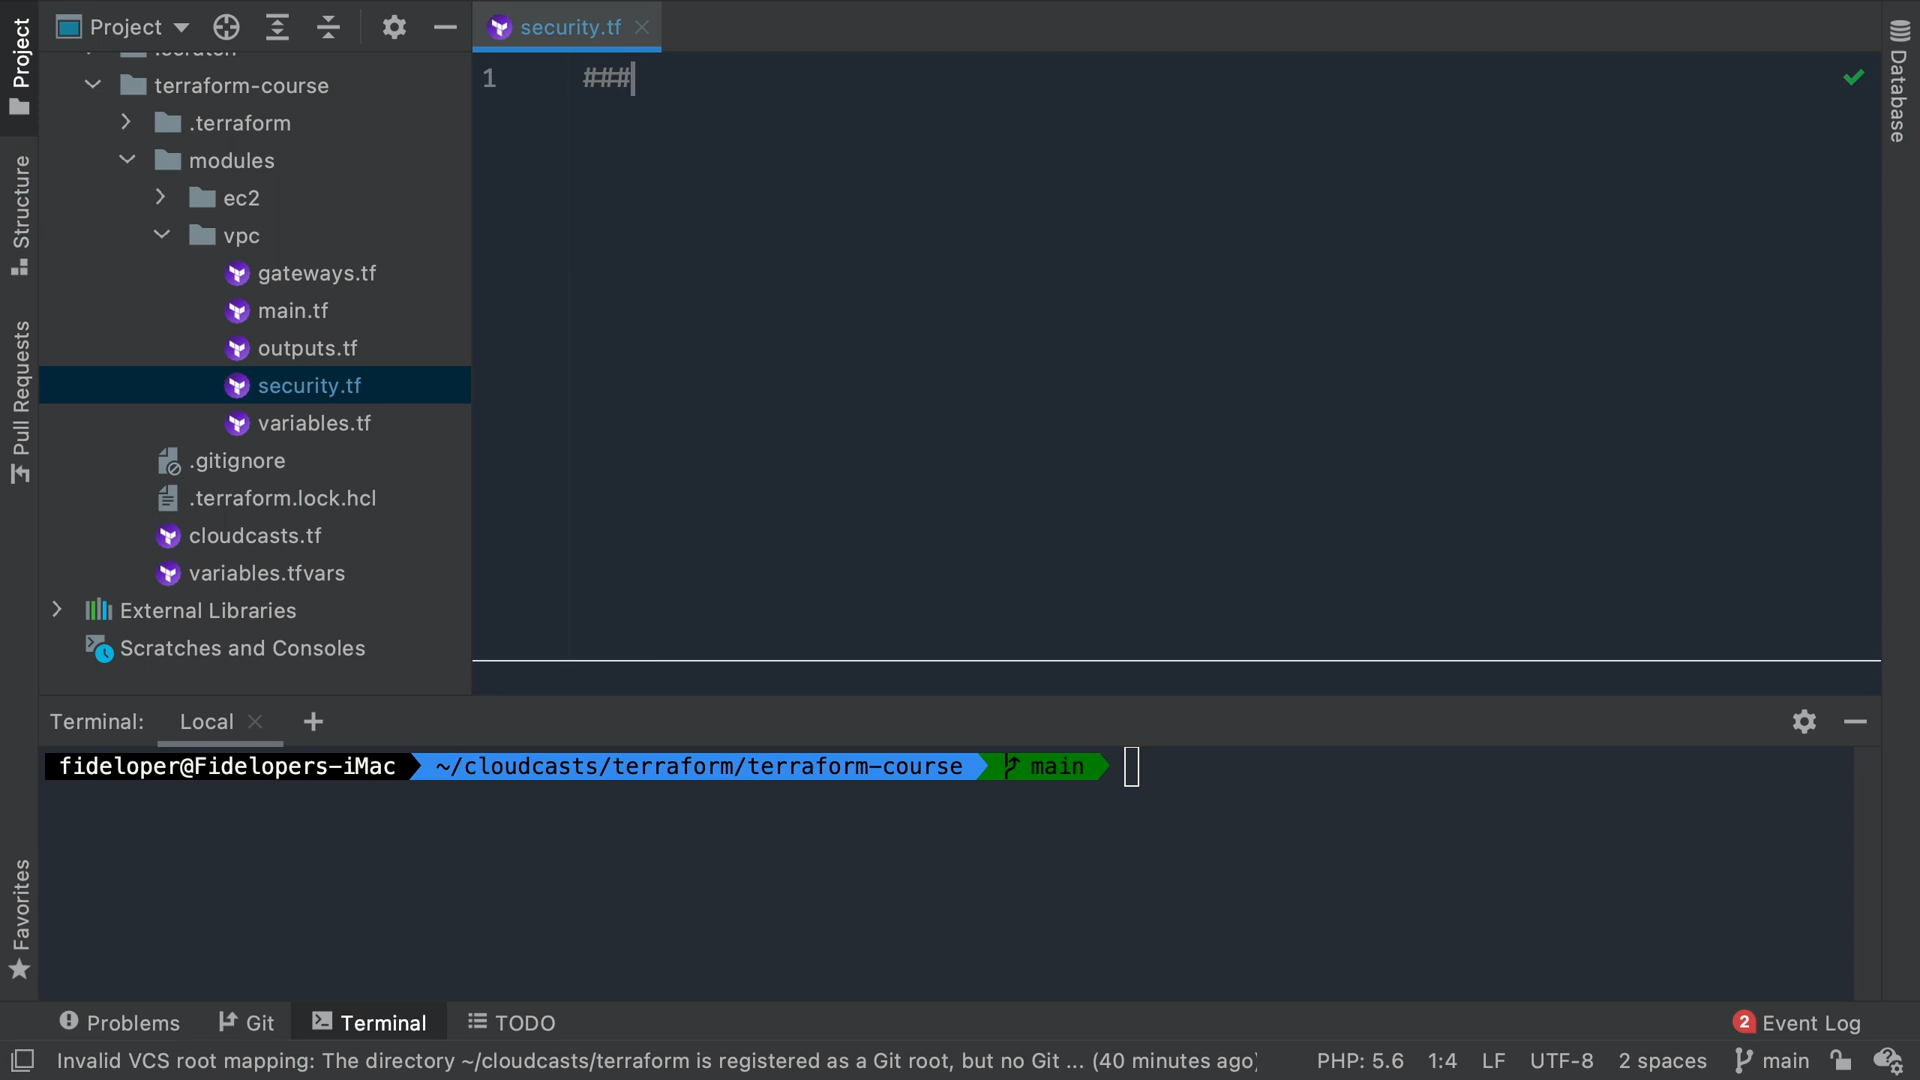 Project
security.tf
.scratch
terraform-course
.terraform
modules
ec2
vpc
gateways.tf
main.tf
outputs.tf
security.tf
variables.tf
.gitignore
.terraform.lock.hcl
cloudcasts.tf
variables.tfvars
External Libraries
Scratches and Consoles
1 ###
Project
Structure
Pull Requests
Favorites
Database
Terminal: Local
fideloper@Fidelopers-iMac ~/cloudcasts/terraform/terraform-course main
Problems Git Terminal TODO 2 Event Log
Invalid VCS root mapping: The directory ~/cloudcasts/terraform is registered as a Git root, but no Git ... (40 minutes ago) PHP: 5.6 1:4 LF UTF-8 2 spaces main